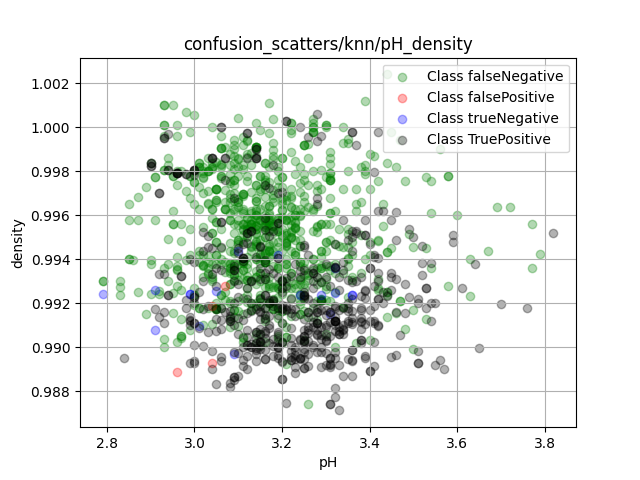 confusion_scatters/knn/pH_density
Class falseNegative
Class falsePositive
Class trueNegative
Class TruePositive
density
1.002
1.000
0.998
0.996
0.994
0.992
0.990
0.988
2.8 3.0 3.2 3.4 3.6 3.8
pH